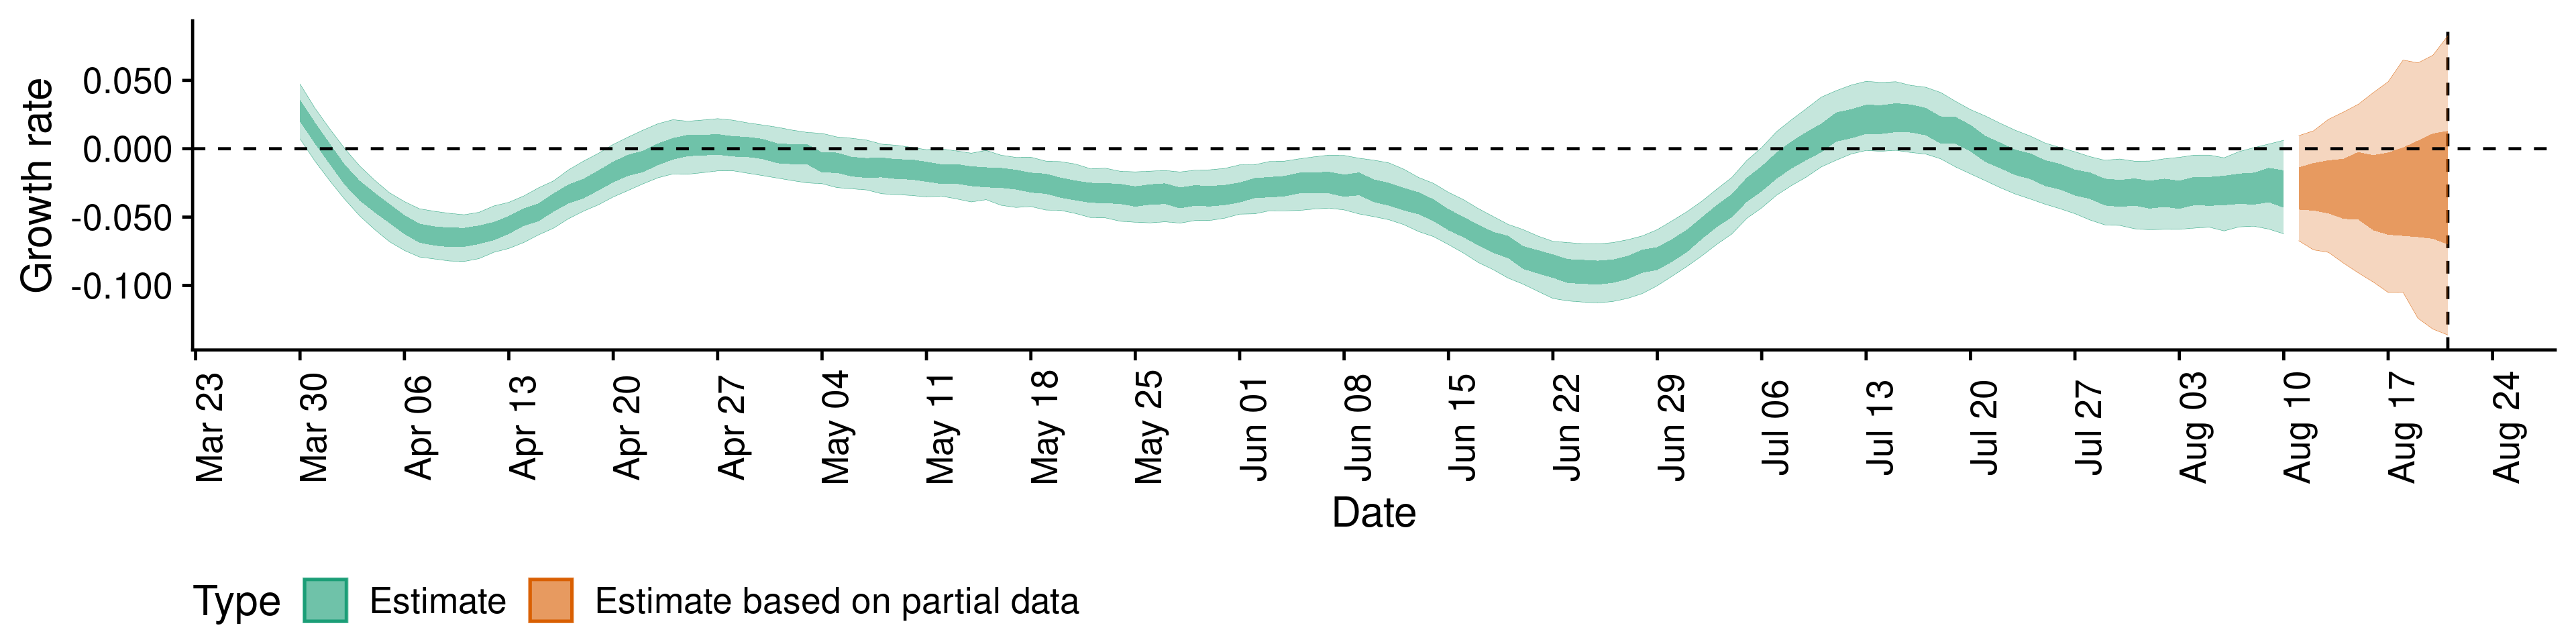 Growth rate
0.050
0.000
-0.050
-0.100
Mar 23
Mar 30
Apr 06
Apr 13
Apr 20
Apr 27
May 04
May 11
May 18
May 25
Jun 01
Jun 08
Jun 15
Jun 22
Jun 29
Jul 06
Jul 13
Jul 20
Jul 27
Aug 03
Aug 10
Aug 17
Aug 24
Date
Type Estimate Estimate based on partial data